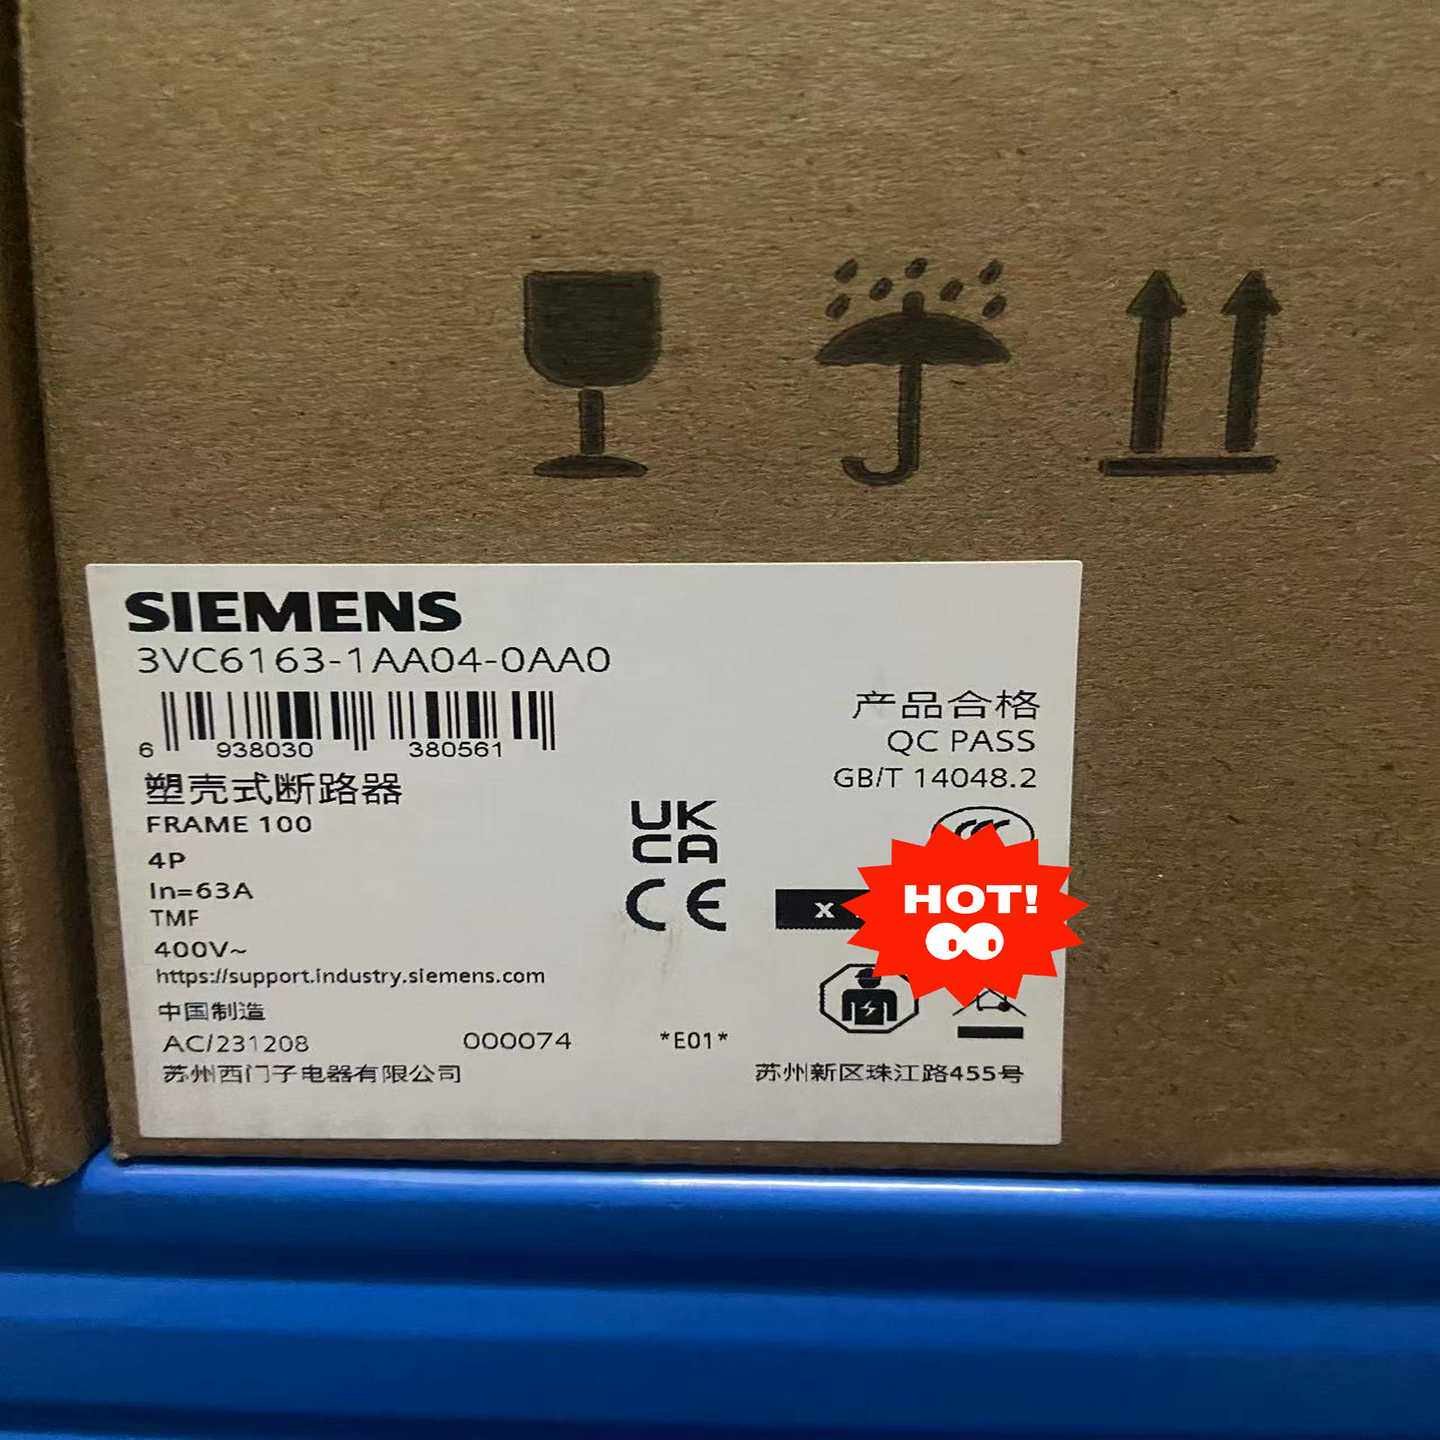 SIEMENS
3VC6163-1AA04-0AA0
6 938030 380561
产品合格
QC PASS
GB/T 14048.2
塑壳式断路器
FRAME 100
4P
In=63A
TMF
400V~
UK
CA
CE
CCC
X
HOT!
https://support.industry.siemens.com
中国制造
AC/231208 000074 *E01*
苏州西门子电器有限公司 苏州新区珠江路455号